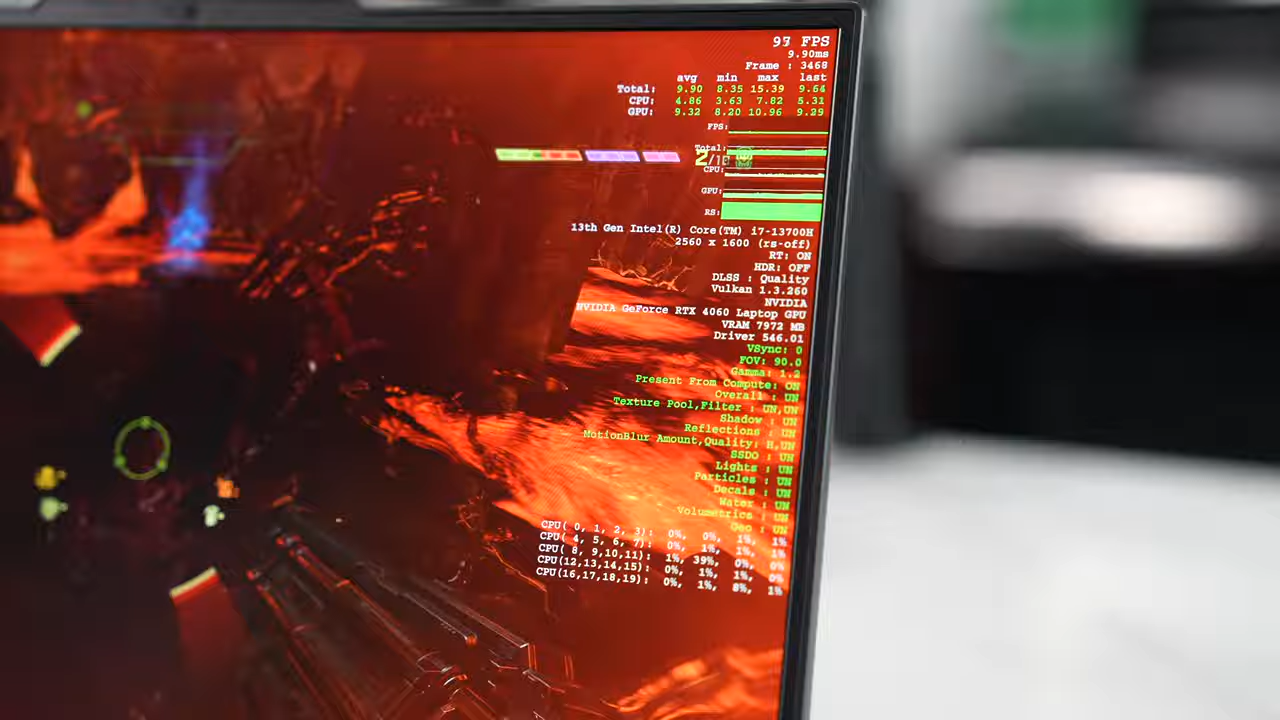 97 FPS
9.90ms
Frame : 3468
avg min max last
Total: 9.90 8.35 15.39 9.64
CPU: 4.86 3.63 7.82 5.31
GPU: 9.32 8.20 10.96 9.29
FPS:
Total:
2/10
CPU:
GPU:
RS:
13th Gen Intel(R) Core(TM) i7-13700H
2560 x 1600 (rs-off)
RT: ON
HDR: OFF
DLSS : Quality
Vulkan 1.3.260
NVIDIA
NVIDIA GeForce RTX 4060 Laptop GPU
VRAM 7972 MB
Driver 546.01
VSync: 0
FOV: 90.0
Gamma: 1.2
Present From Compute: ON
Overall : UN
Texture Pool,Filter : UN,UN
Shadow : UN
Reflections : UN
MotionBlur Amount,Quality: H,UN
SSDO : UN
Lights : UN
Particles : UN
Decals : UN
Water : UN
Volumetrics : UN
Geo : UN
CPU( 0, 1, 2, 3): 0%, 0%, 1%, 1%
CPU( 4, 5, 6, 7): 0%, 1%, 1%, 1%
CPU( 8, 9,10,11): 1%, 39%, 0%, 0%
CPU(12,13,14,15): 0%, 1%, 1%, 0%
CPU(16,17,18,19): 0%, 1%, 8%, 1%